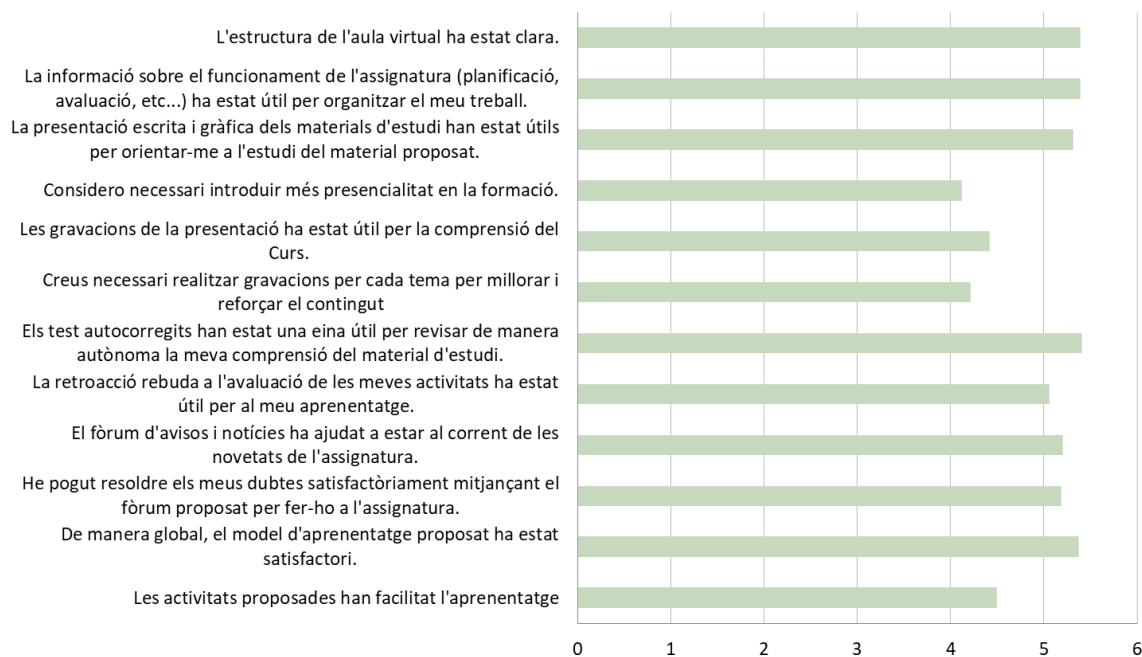 L'estructura de l'aula virtual ha estat clara.
La informació sobre el funcionament de l'assignatura (planificació,
avaluació, etc...) ha estat útil per organitzar el meu treball.
La presentació escrita i gràfica dels materials d'estudi han estat útils
per orientar-me a l'estudi del material proposat.
Considero necessari introduir més presencialitat en la formació.
Les gravacions de la presentació ha estat útil per la comprensió del
Curs.
Creus necessari realitzar gravacions per cada tema per millorar i
reforçar el contingut
Els test autocorregits han estat una eina útil per revisar de manera
autònoma la meva comprensió del material d'estudi.
La retroacció rebuda a l'avaluació de les meves activitats ha estat
útil per al meu aprenentatge.
El fòrum d'avisos i notícies ha ajudat a estar al corrent de les
novetats de l'assignatura.
He pogut resoldre els meus dubtes satisfactòriament mitjançant el
fòrum proposat per fer-ho a l'assignatura.
De manera global, el model d'aprenentatge proposat ha estat
satisfactori.
Les activitats proposades han facilitat l'aprenentatge
0 1 2 3 4 5 6